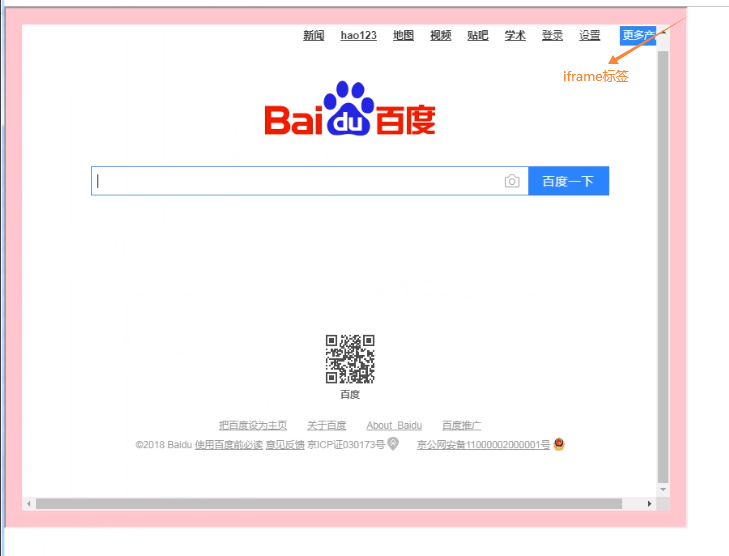 新闻 hao123 地图 视频 贴吧 学术 登录 设置 更多产
iframe标签
Bai du 百度
百度一下
百度
把百度设为主页 关于百度 About Baidu 百度推广
©2018 Baidu 使用百度前必读 意见反馈 京ICP证030173号 京公网安备11000002000001号